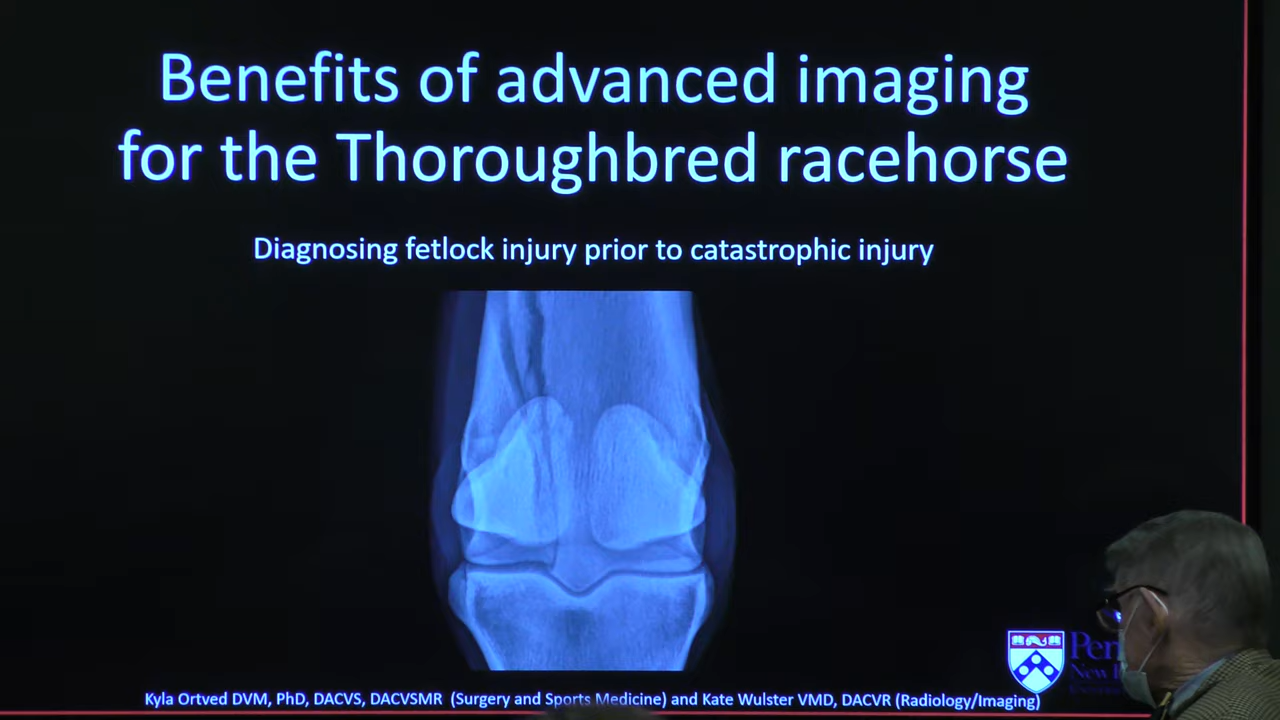 Benefits of advanced imaging
for the Thoroughbred racehorse
Diagnosing fetlock injury prior to catastrophic injury
Kyla Ortved DVM, PhD, DACVS, DACVSMR (Surgery and Sports Medicine) and Kate Wulster VMD, DACVR (Radiology/Imaging)